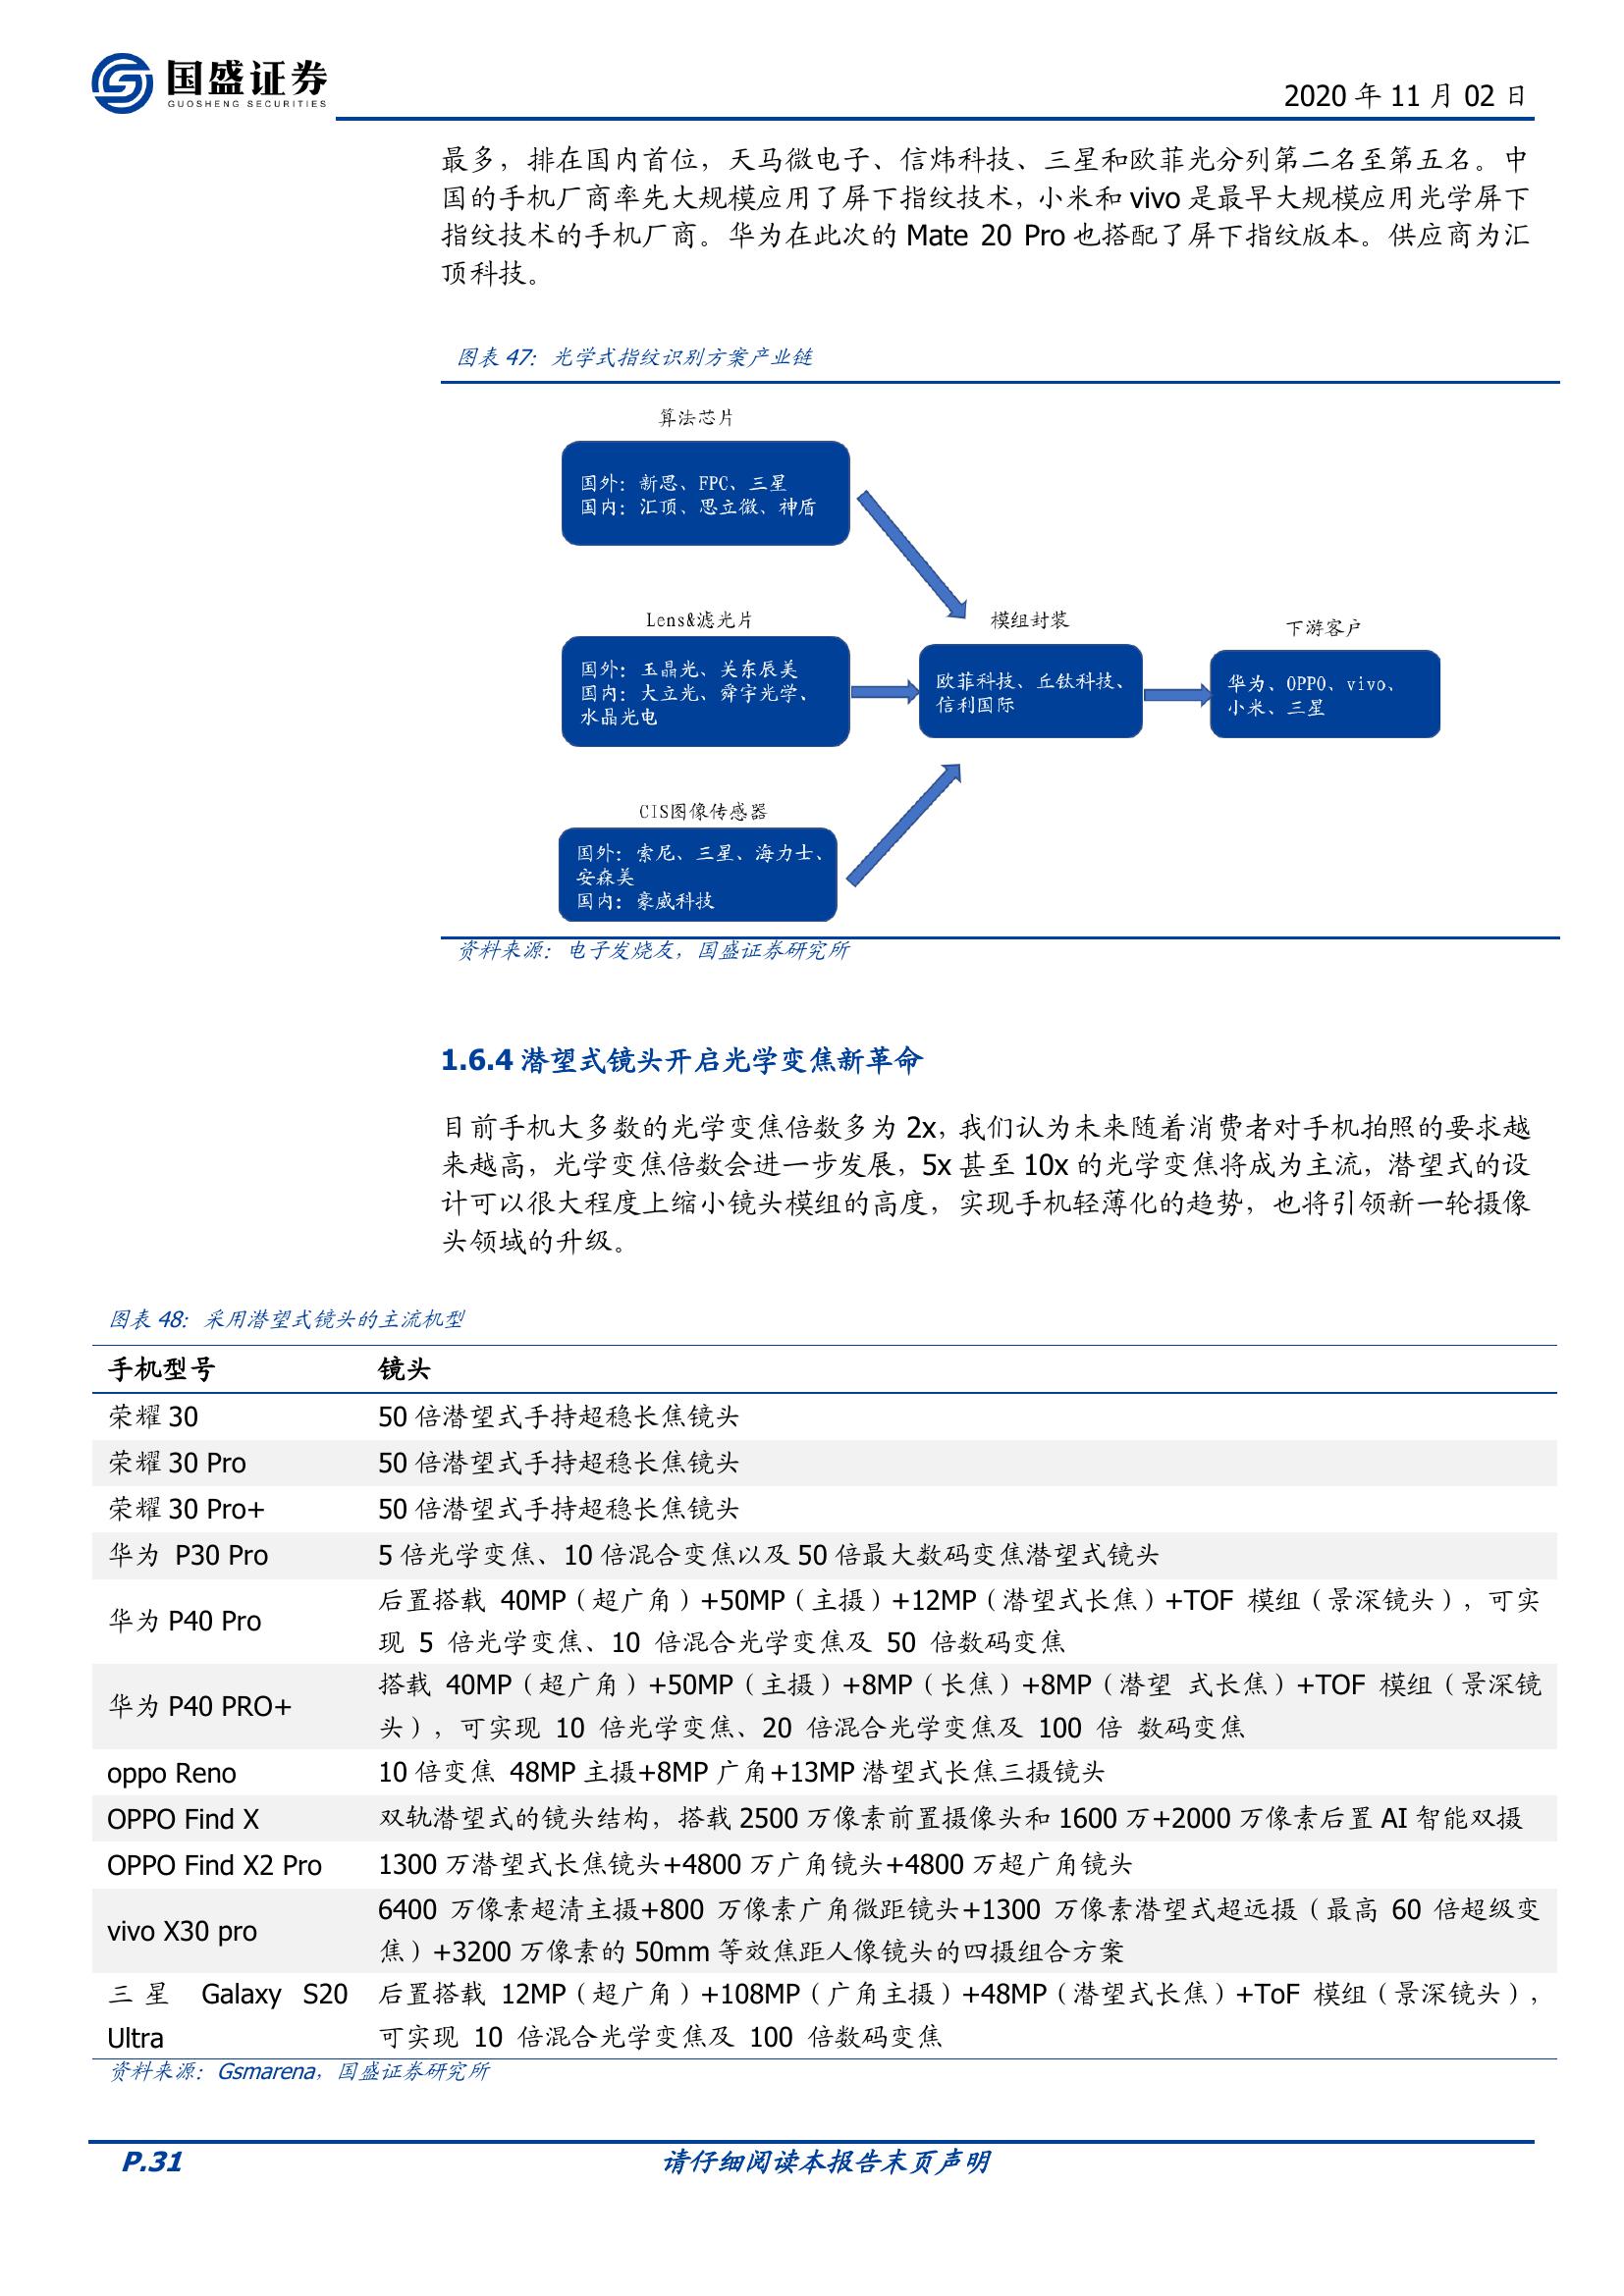 国盛证券
GUOSHENG SECURITIES
2020 年 11 月 02 日
最多，排在国内首位，天马微电子、信炜科技、三星和欧菲光分列第二名至第五名。中
国的手机厂商率先大规模应用了屏下指纹技术，小米和 vivo 是最早大规模应用光学屏下
指纹技术的手机厂商。华为在此次的 Mate 20 Pro 也搭配了屏下指纹版本。供应商为汇
顶科技。
图表 47：光学式指纹识别方案产业链
算法芯片
国外：新思、FPC、三星
国内：汇顶、思立微、神盾
Lens&滤光片
国外：玉晶光、关东辰美
国内：大立光、舜宇光学、
水晶光电
模组封装
欧菲科技、丘钛科技、
信利国际
下游客户
华为、OPPO、vivo、
小米、三星
CIS图像传感器
国外：索尼、三星、海力士、
安森美
国内：豪威科技
资料来源：电子发烧友，国盛证券研究所
1.6.4 潜望式镜头开启光学变焦新革命
目前手机大多数的光学变焦倍数多为 2x，我们认为未来随着消费者对手机拍照的要求越
来越高，光学变焦倍数会进一步发展，5x 甚至 10x 的光学变焦将成为主流，潜望式的设
计可以很大程度上缩小镜头模组的高度，实现手机轻薄化的趋势，也将引领新一轮摄像
头领域的升级。
图表 48：采用潜望式镜头的主流机型
手机型号 镜头
荣耀 30 50 倍潜望式手持超稳长焦镜头
荣耀 30 Pro 50 倍潜望式手持超稳长焦镜头
荣耀 30 Pro+ 50 倍潜望式手持超稳长焦镜头
华为 P30 Pro 5 倍光学变焦、10 倍混合变焦以及 50 倍最大数码变焦潜望式镜头
华为 P40 Pro 后置搭载 40MP（超广角）+50MP（主摄）+12MP（潜望式长焦）+TOF 模组（景深镜头），可实
现 5 倍光学变焦、10 倍混合光学变焦及 50 倍数码变焦
华为 P40 PRO+ 搭载 40MP（超广角）+50MP（主摄）+8MP（长焦）+8MP（潜望 式长焦）+TOF 模组（景深镜
头），可实现 10 倍光学变焦、20 倍混合光学变焦及 100 倍 数码变焦
oppo Reno 10 倍变焦 48MP 主摄+8MP 广角+13MP 潜望式长焦三摄镜头
OPPO Find X 双轨潜望式的镜头结构，搭载 2500 万像素前置摄像头和 1600 万+2000 万像素后置 AI 智能双摄
OPPO Find X2 Pro 1300 万潜望式长焦镜头+4800 万广角镜头+4800 万超广角镜头
vivo X30 pro 6400 万像素超清主摄+800 万像素广角微距镜头+1300 万像素潜望式超远摄（最高 60 倍超级变
焦）+3200 万像素的 50mm 等效焦距人像镜头的四摄组合方案
三星 Galaxy S20 后置搭载 12MP（超广角）+108MP（广角主摄）+48MP（潜望式长焦）+ToF 模组（景深镜头），
Ultra 可实现 10 倍混合光学变焦及 100 倍数码变焦
资料来源：Gsmarena，国盛证券研究所
P.31 请仔细阅读本报告末页声明